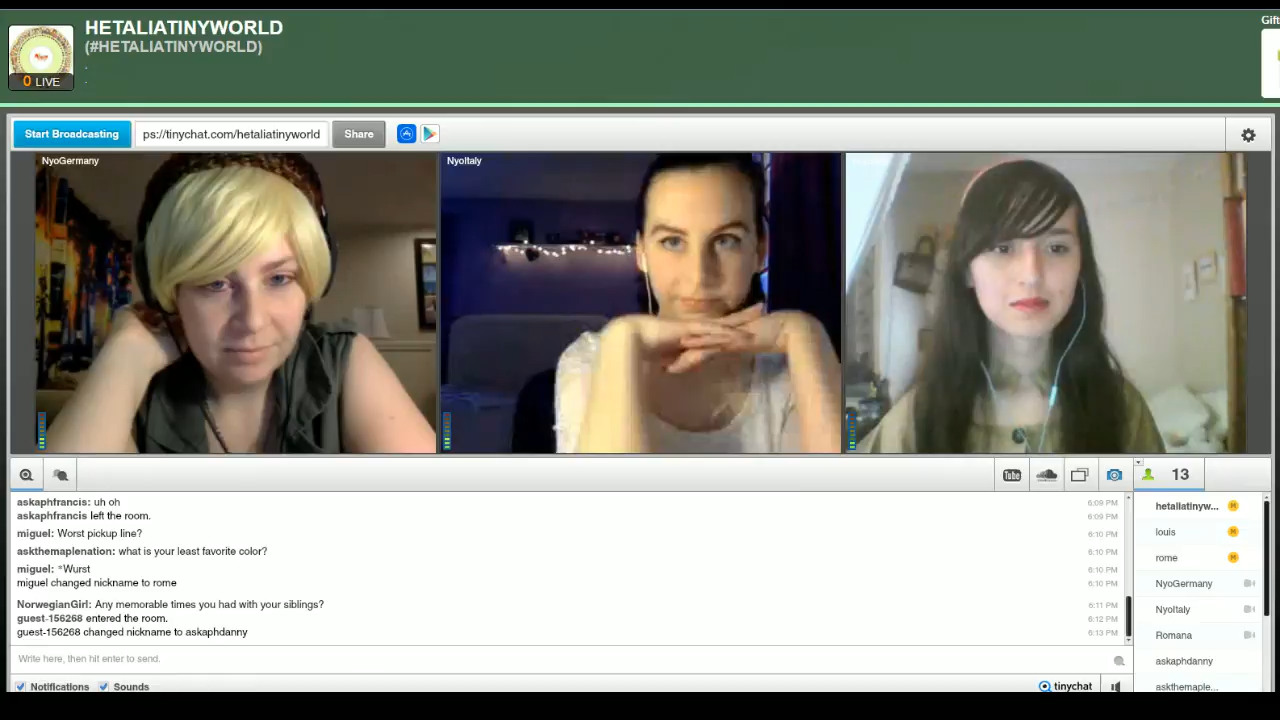 HETALIATINYWORLD
(#HETALIATINYWORLD)
Gift
0 LIVE
Start Broadcasting
ps://tinychat.com/hetaliatinyworld
Share
NyoGermany
NyoItaly
You Tube
13
askaphfrancis: uh oh 6:09 PM
askaphfrancis left the room. 6:09 PM
miguel: Worst pickup line? 6:10 PM
askthemaplenation: what is your least favorite color? 6:10 PM
miguel: *Wurst 6:10 PM
miguel changed nickname to rome 6:10 PM
NorwegianGirl: Any memorable times you had with your siblings? 6:11 PM
guest-156268 entered the room. 6:12 PM
guest-156268 changed nickname to askaphdanny 6:13 PM
hetaliatinyw... M
louis M
rome M
NyoGermany
NyoItaly
Romana
askaphdanny
askthemaple...
Write here, then hit enter to send.
Notifications Sounds
tinychat